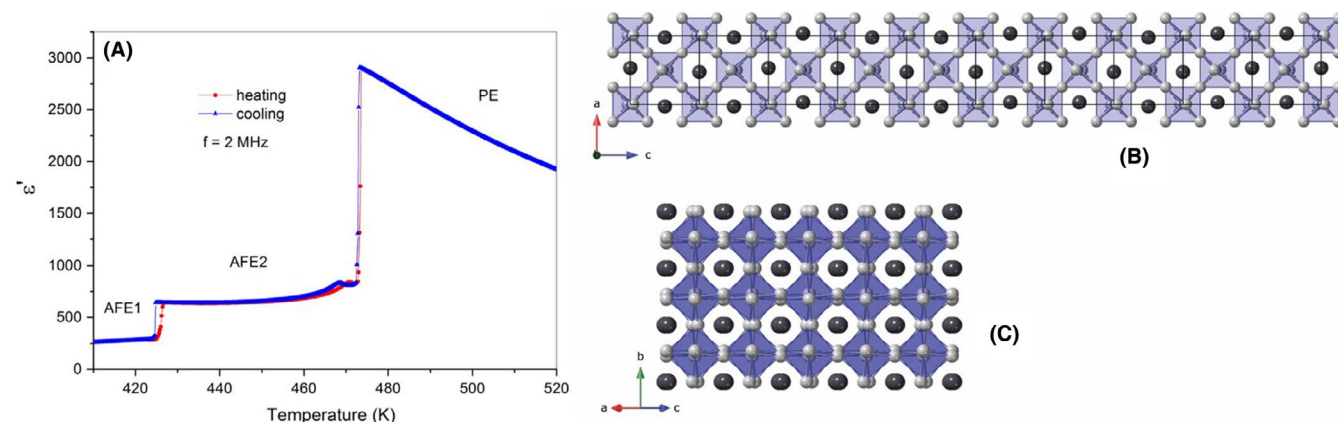 (A)
3000
2500
2000
1500
1000
500
0
ε'
heating
cooling
f = 2 MHz
PE
AFE2
AFE1
420 440 460 480 500 520
Temperature (K)
a
c
(B)
b
a c
(C)